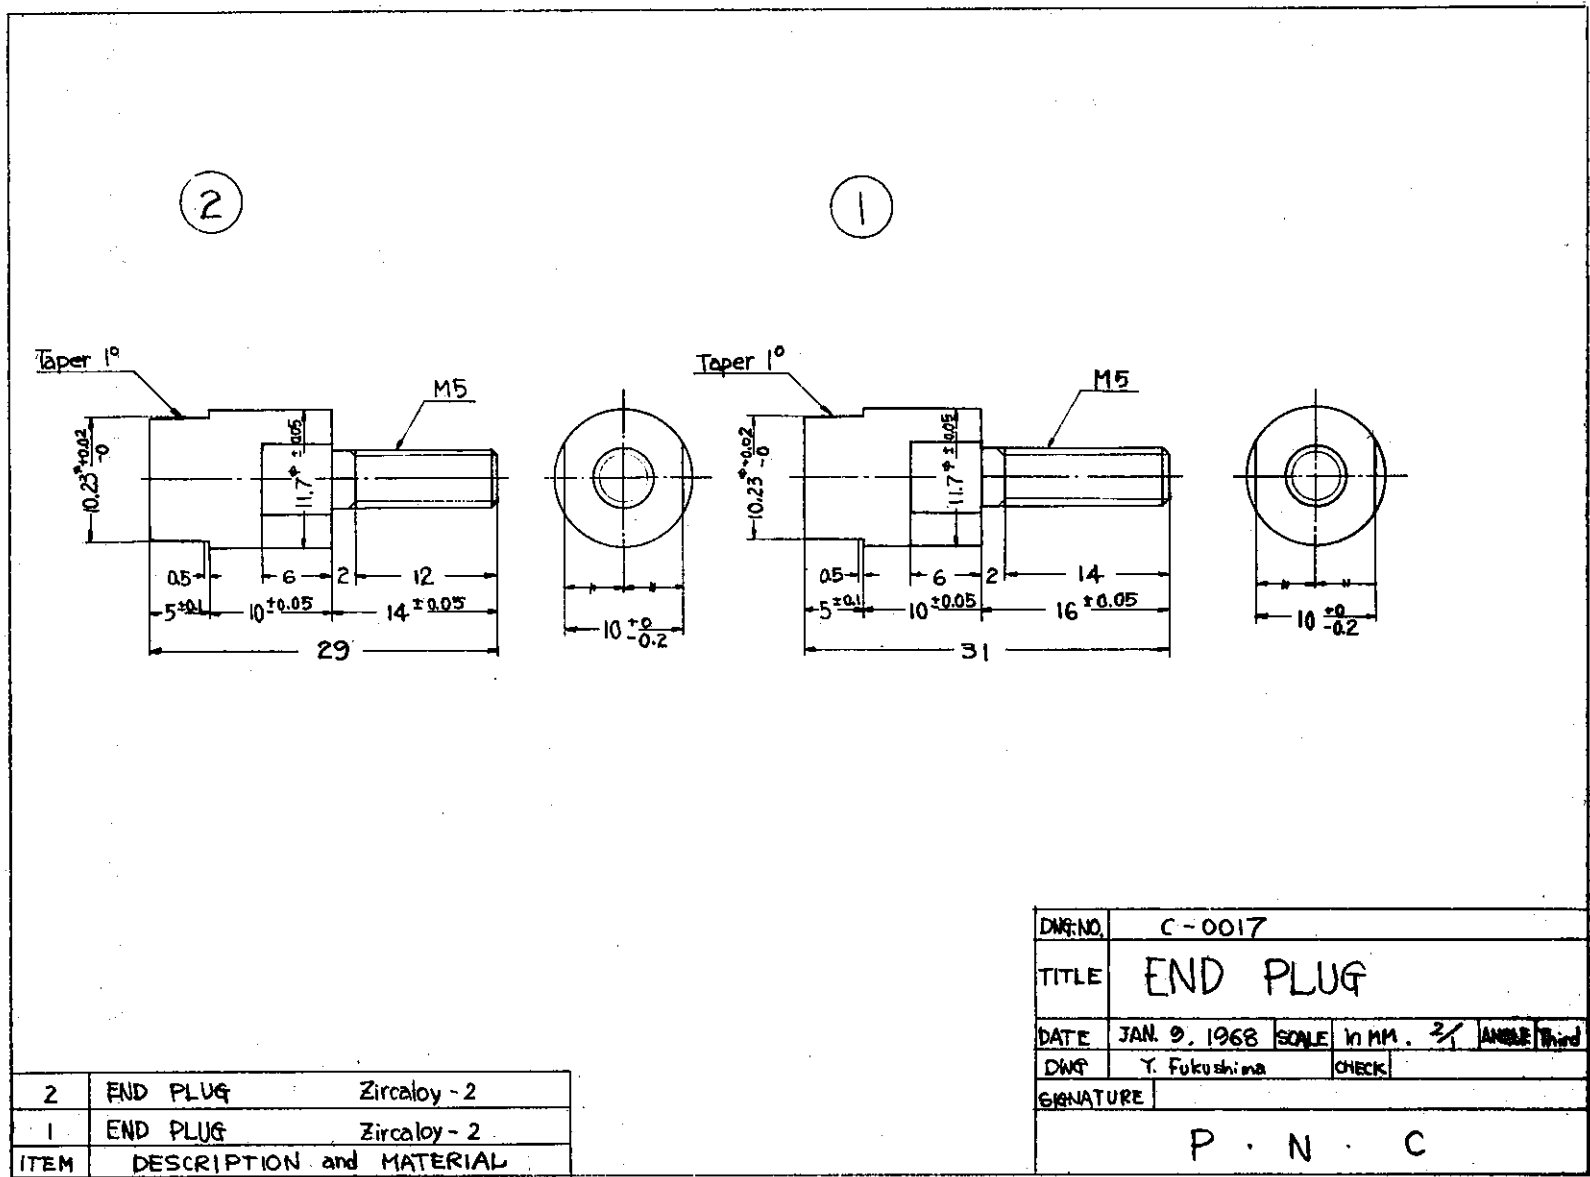 2
1
Taper 1°
M5
10.23φ +0.02 -0
11.7φ ±0.05
0.5
6
2
12
5±0.1
10±0.05
14±0.05
29
10 +0 -0.2
Taper 1°
M5
10.23φ +0.02 -0
11.7φ ±0.05
0.5
6
2
14
5±0.1
10±0.05
16±0.05
31
10 +0 -0.2
DWG.NO. C-0017
TITLE END PLUG
DATE JAN. 9. 1968 SCALE in MM. 2/1 ANGLE Third
DWG Y. Fukushima CHECK
SIGNATURE
P · N · C
2 END PLUG Zircaloy-2
1 END PLUG Zircaloy-2
ITEM DESCRIPTION and MATERIAL